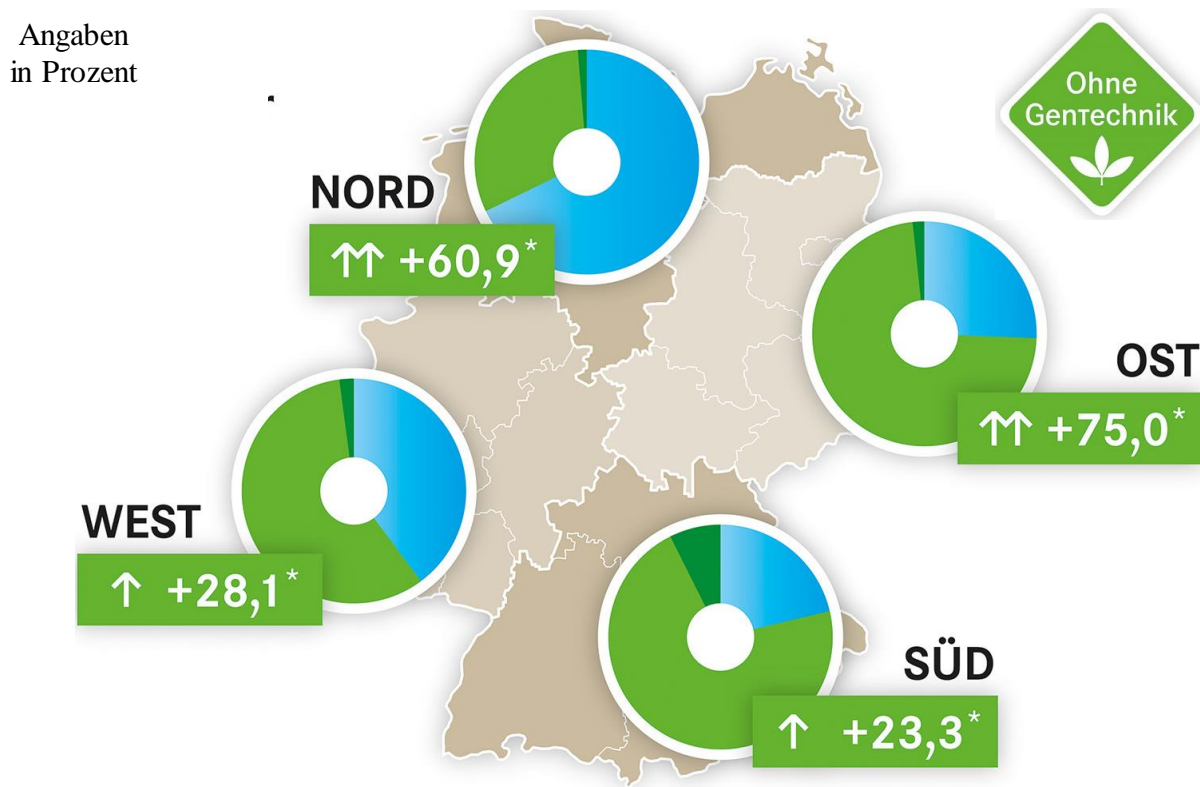 Angaben
in Prozent
Ohne
Gentechnik
NORD
+60,9*
OST
+75,0*
WEST
+28,1*
SÜD
+23,3*